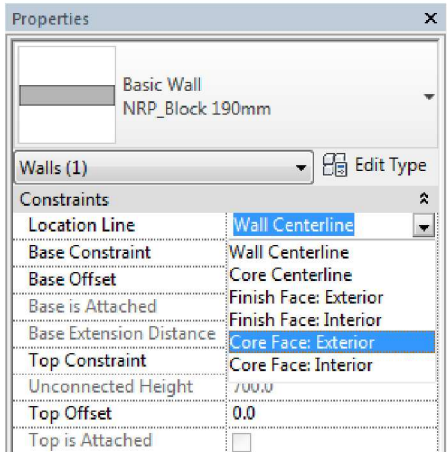 Properties
Basic Wall
NRP_Block 190mm
Walls (1)
Edit Type
Constraints
Location Line Wall Centerline
Base Constraint Wall Centerline
Base Offset Core Centerline
Base is Attached Finish Face: Exterior
Base Extension Distance Finish Face: Interior
Top Constraint Core Face: Exterior
Core Face: Interior
Unconnected Height 700.0
Top Offset 0.0
Top is Attached